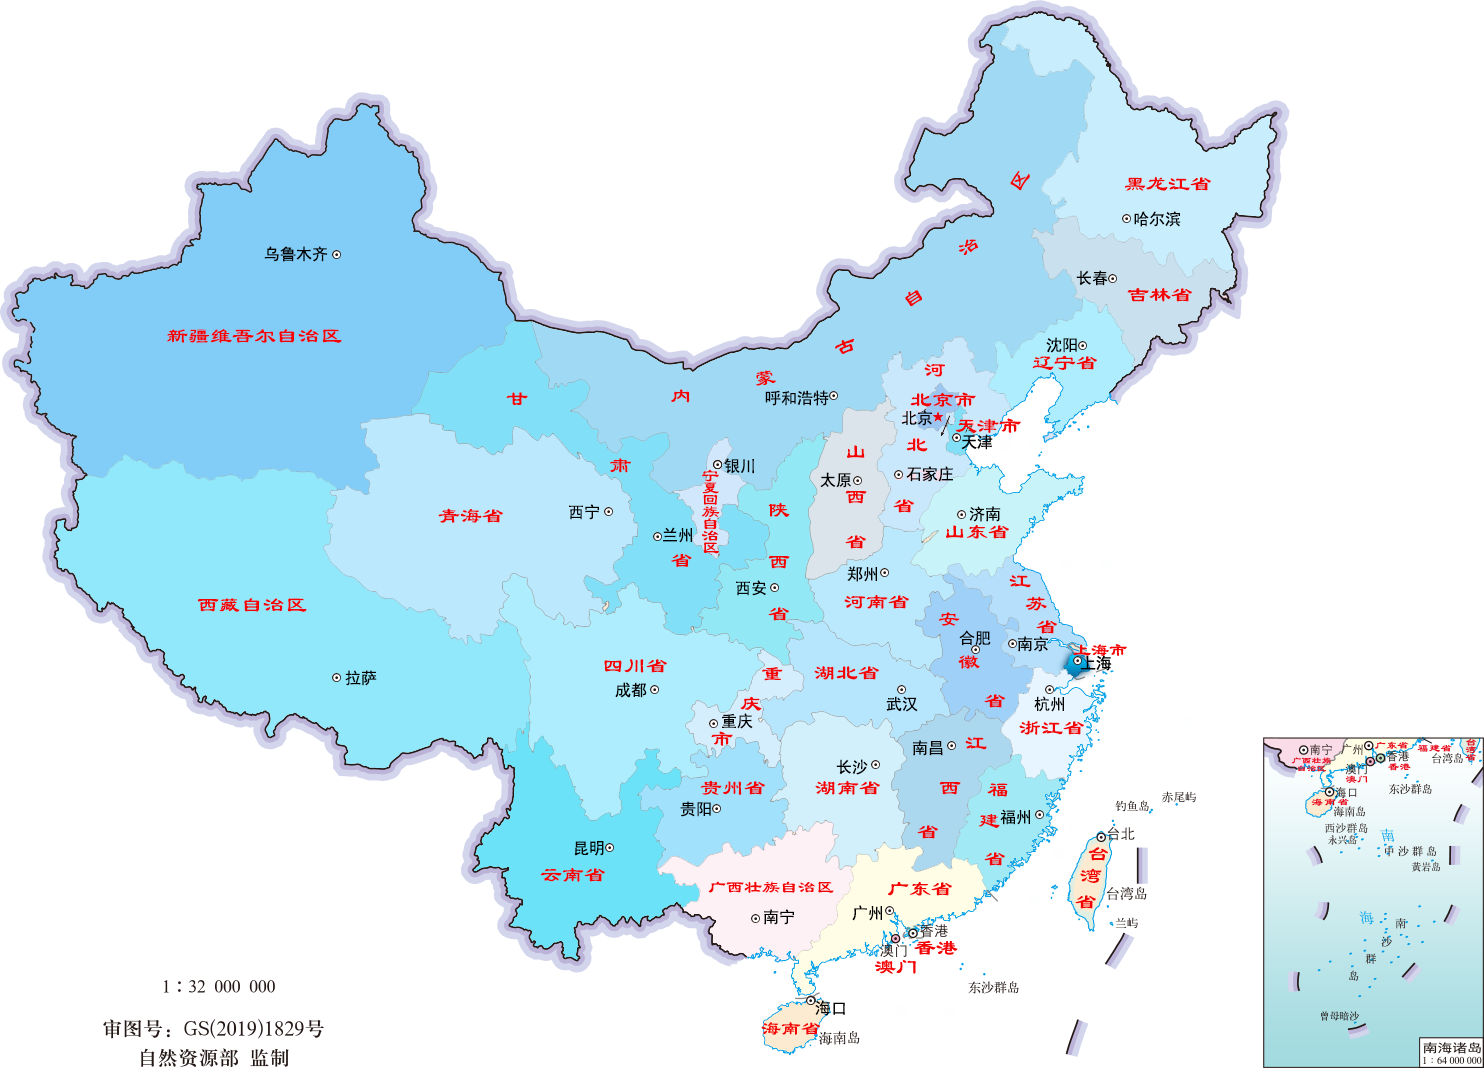 黑龙江省
哈尔滨
长春
吉林省
沈阳
辽宁省
内蒙古自治区
呼和浩特
乌鲁木齐
新疆维吾尔自治区
甘肃省
兰州
青海省
西宁
银川
宁夏回族自治区
陕西省
西安
山西省
太原
河北省
石家庄
北京市
北京
天津市
天津
济南
山东省
郑州
河南省
江苏省
南京
安徽省
合肥
上海市
上海
西藏自治区
拉萨
四川省
成都
重庆市
重庆
湖北省
武汉
杭州
浙江省
南昌
江西省
长沙
湖南省
贵州省
贵阳
福建省
福州
昆明
云南省
广西壮族自治区
南宁
广东省
广州
香港
香港
澳门
澳门
海口
海南省
海南岛
东沙群岛
钓鱼岛
赤尾屿
台北
台湾省
台湾岛
兰屿
1：32 000 000
审图号：GS(2019)1829号
自然资源部 监制
南宁
广西壮族
自治区
广州
广东省
香港
香港
澳门
澳门
福建省
台湾省
台湾岛
海口
海南省
海南岛
东沙群岛
西沙群岛
永兴岛
中沙群岛
黄岩岛
南海
南沙群岛
曾母暗沙
南海诸岛
1：64 000 000